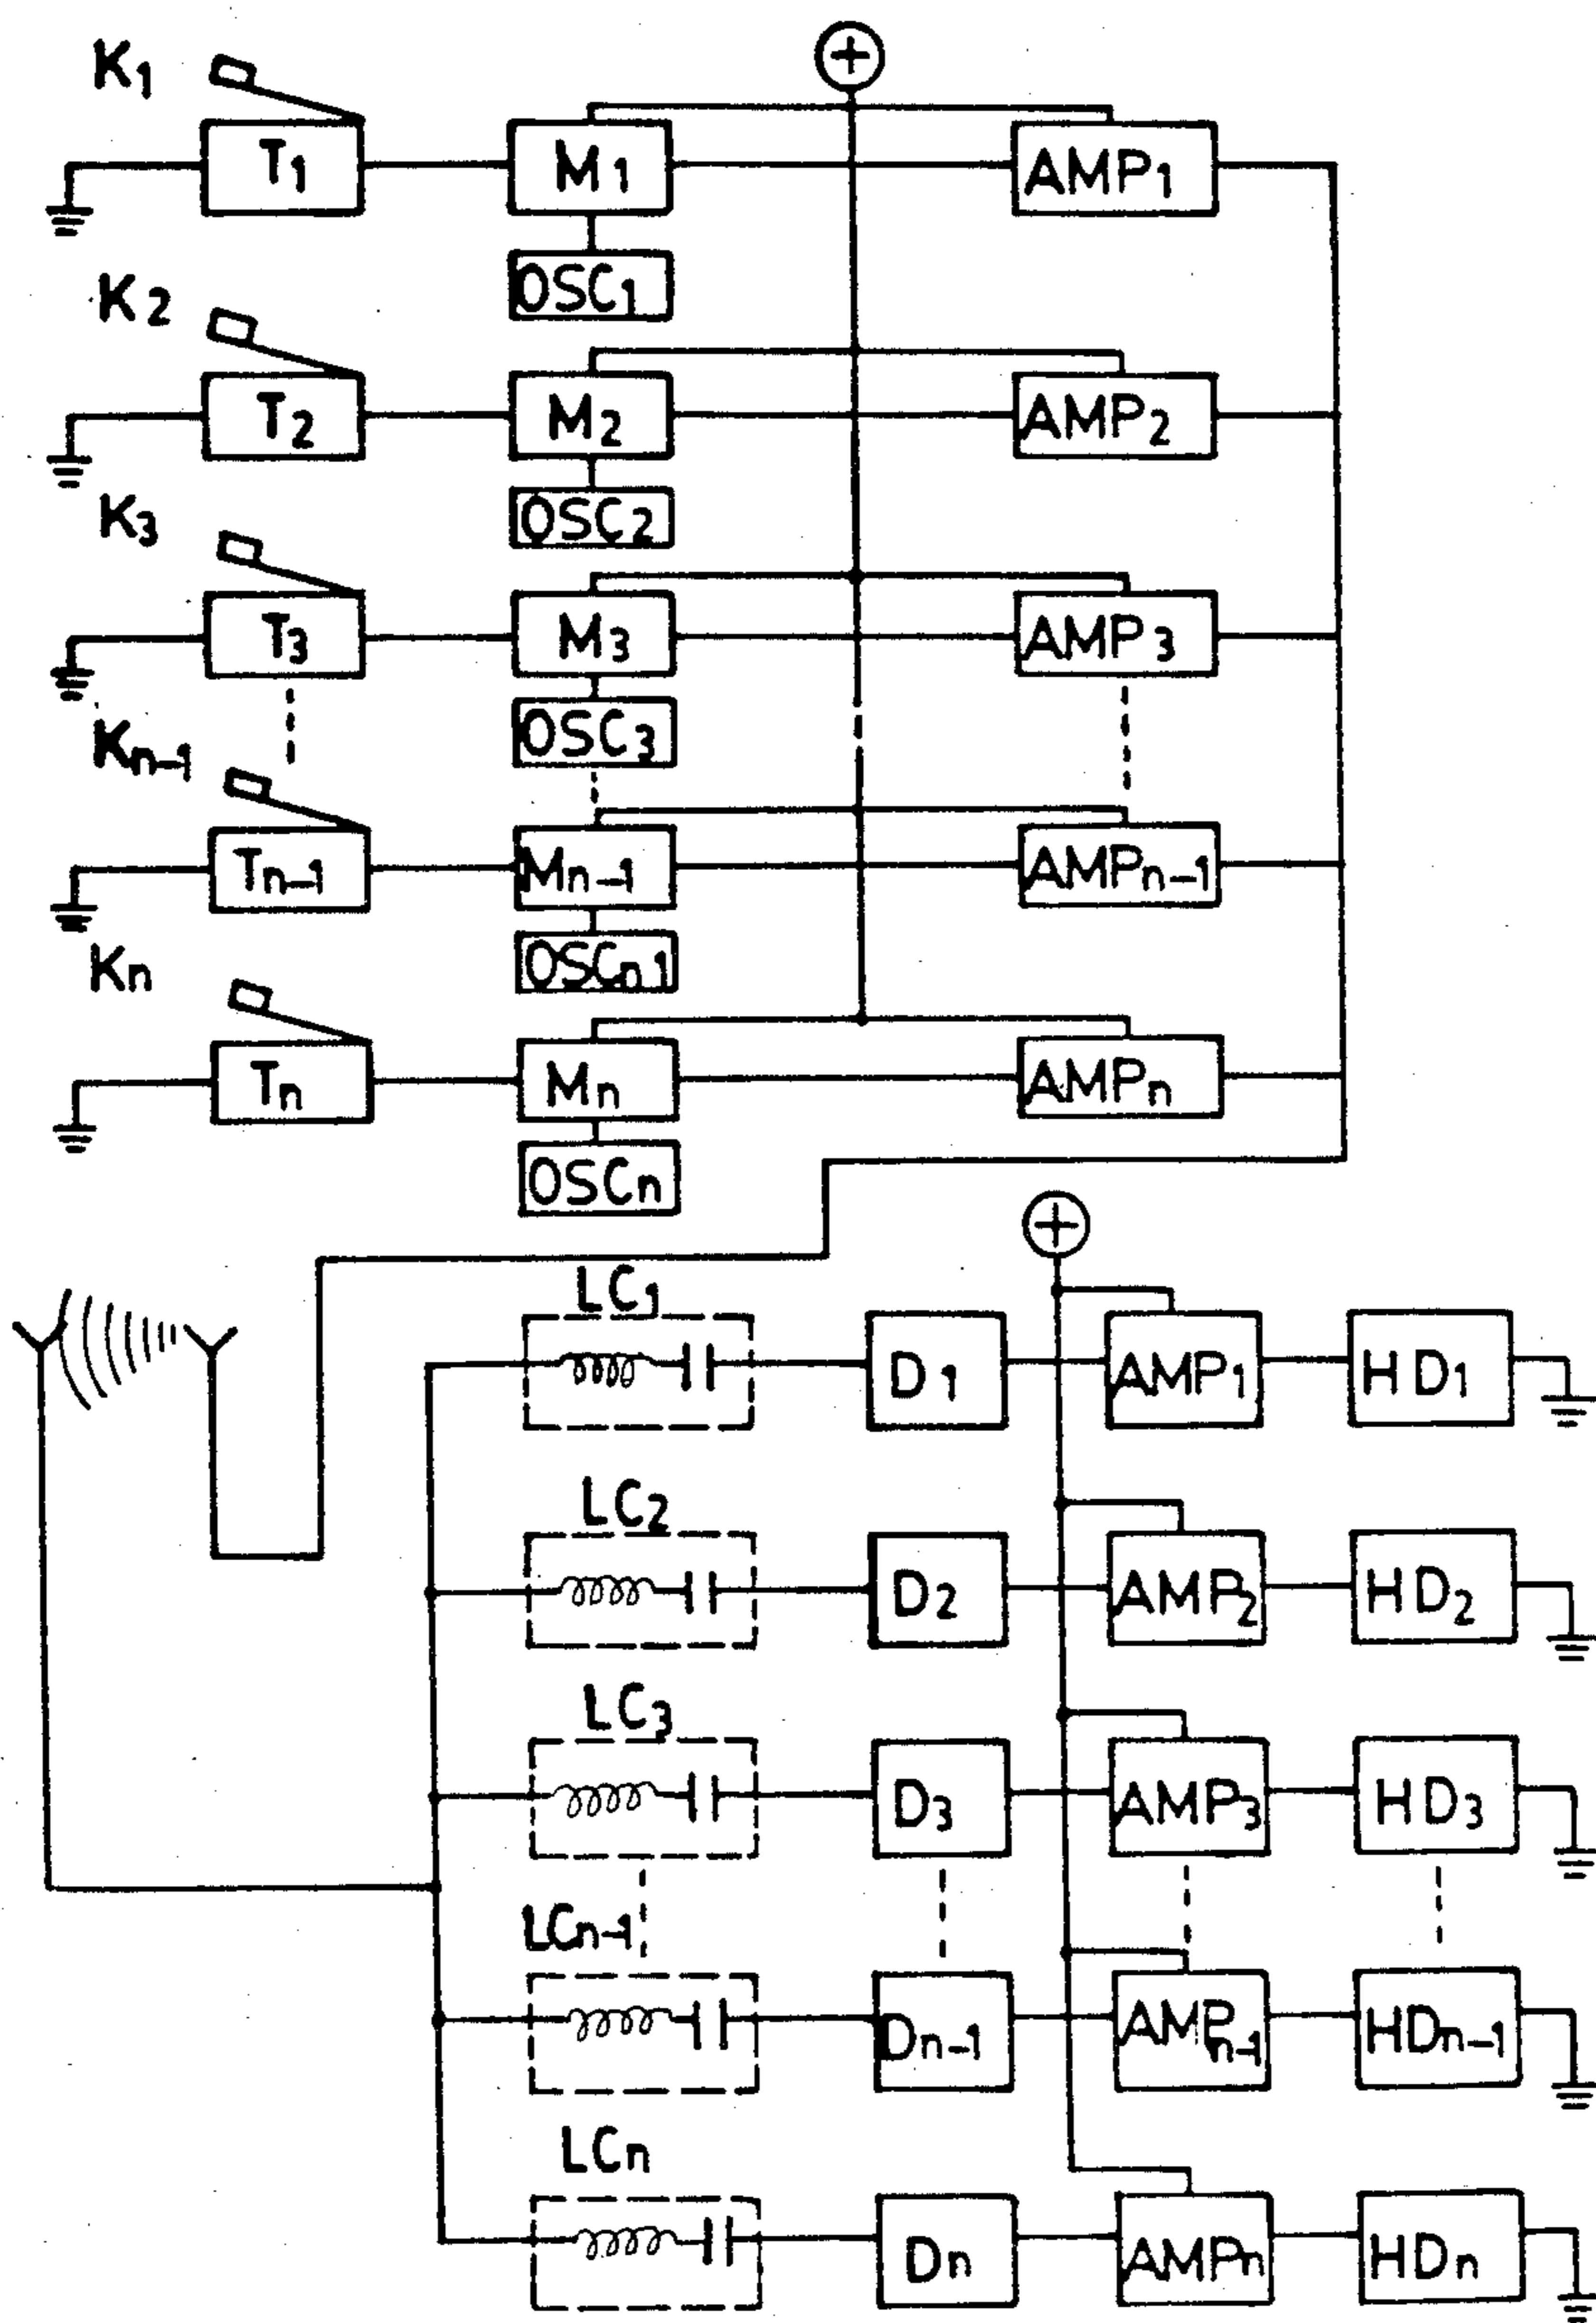 K1
T1 M1 AMP1
OSC1
K2
T2 M2 AMP2
OSC2
K3
T3 M3 AMP3
OSC3
Kn-1
Tn-1 Mn-1 AMPn-1
OSCn1
Kn
Tn Mn AMPn
OSCn
LC1
D1 AMP1 HD1
LC2
D2 AMP2 HD2
LC3
D3 AMP3 HD3
LCn-1
Dn-1 AMPn-1 HDn-1
LCn
Dn AMPn HDn